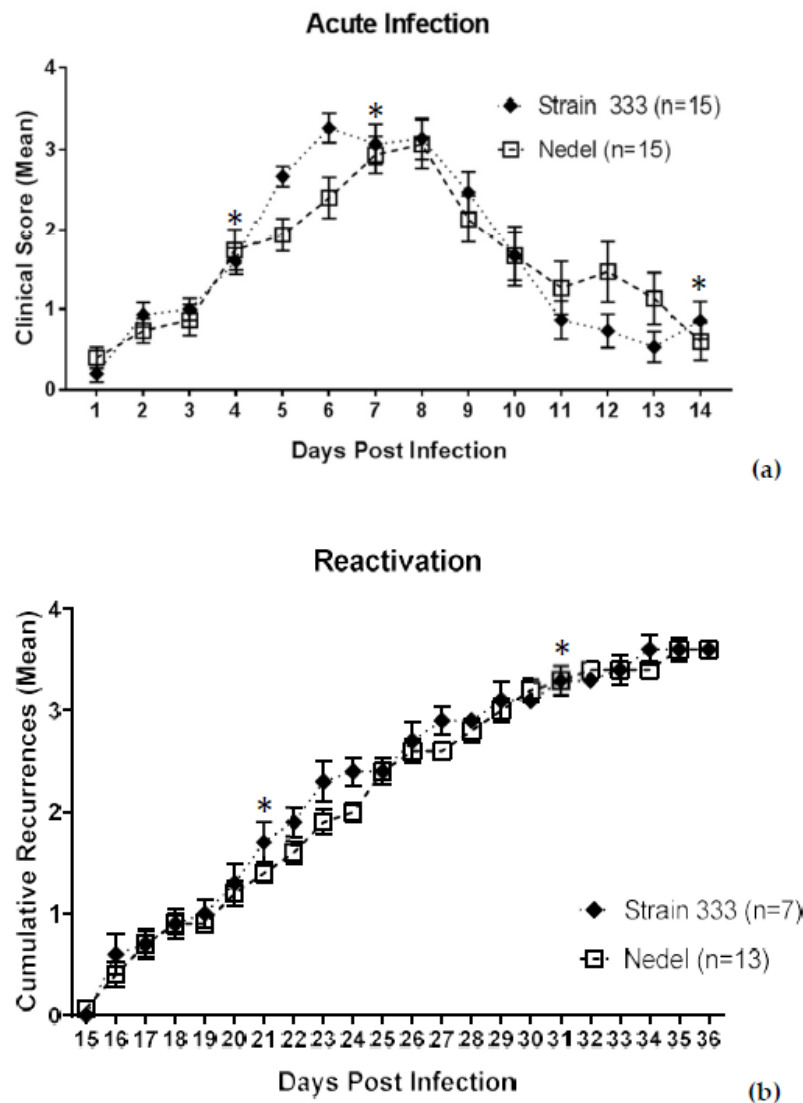 Acute Infection
4
3
2
1
0
Clinical Score (Mean)
Strain 333 (n=15)
Nedel (n=15)
*
*
*
1 2 3 4 5 6 7 8 9 10 11 12 13 14
Days Post Infection
(a)
Reactivation
4
3
2
1
0
Cumulative Recurrences (Mean)
*
*
Strain 333 (n=7)
Nedel (n=13)
15 16 17 18 19 20 21 22 23 24 25 26 27 28 29 30 31 32 33 34 35 36
Days Post Infection
(b)